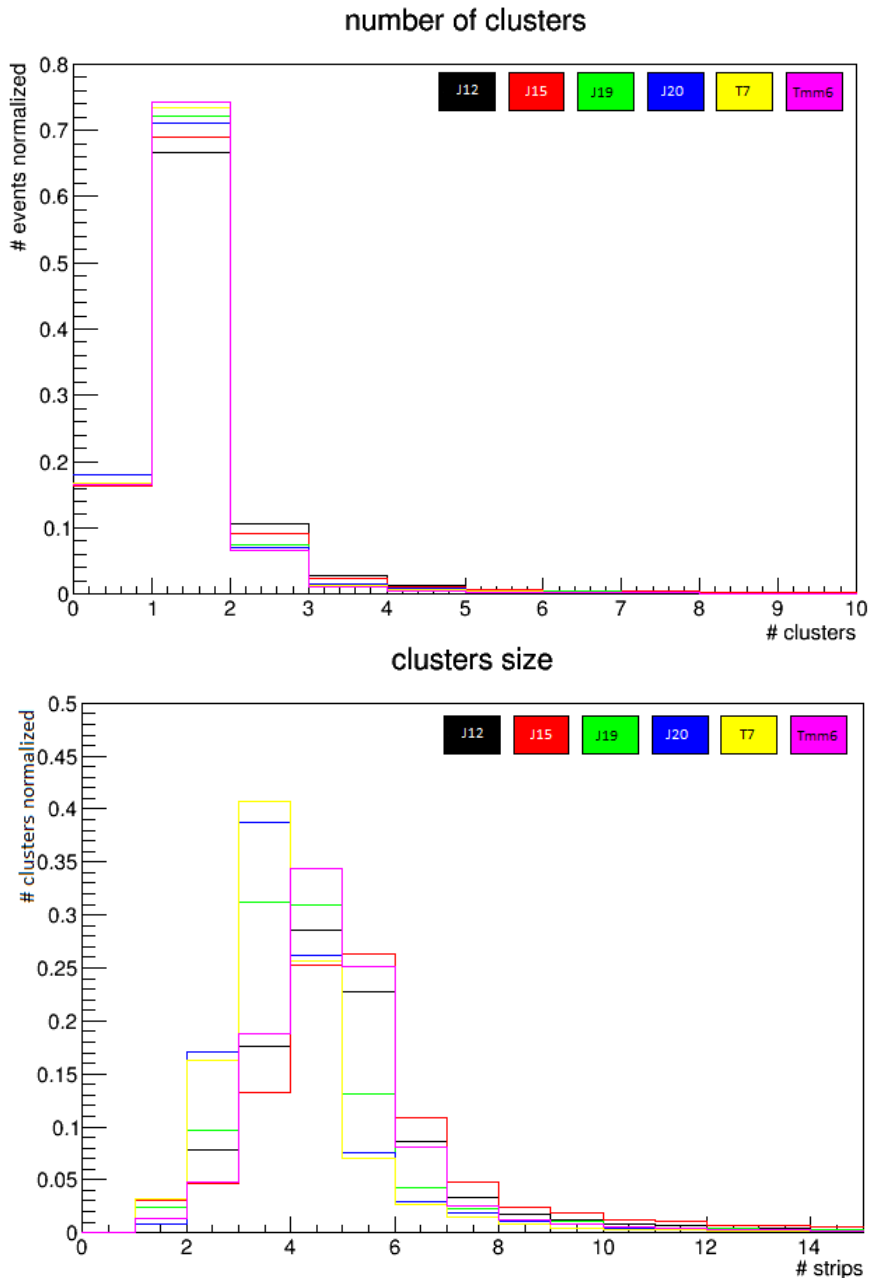 number of clusters
# events normalized
J12 J15 J19 J20 T7 Tmm6
0.8
0.7
0.6
0.5
0.4
0.3
0.2
0.1
0
0 1 2 3 4 5 6 7 8 9 10
# clusters
clusters size
# clusters normalized
J12 J15 J19 J20 T7 Tmm6
0.5
0.45
0.4
0.35
0.3
0.25
0.2
0.15
0.1
0.05
0
0 2 4 6 8 10 12 14
# strips